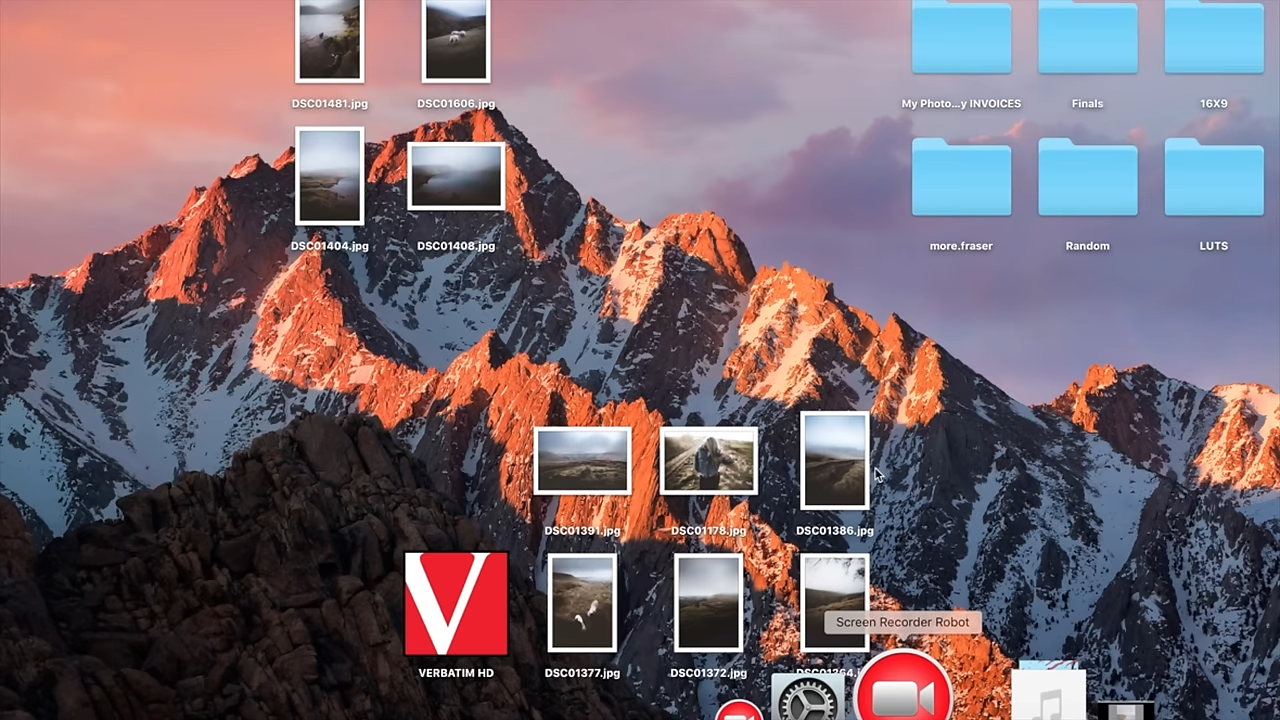 DSC01481.jpg
DSC01606.jpg
My Photo...y INVOICES
Finals
16X9
DSC01404.jpg
DSC01408.jpg
more.fraser
Random
LUTS
DSC01391.jpg
DSC01178.jpg
DSC01386.jpg
Screen Recorder Robot
VERBATIM HD
DSC01377.jpg
DSC01372.jpg